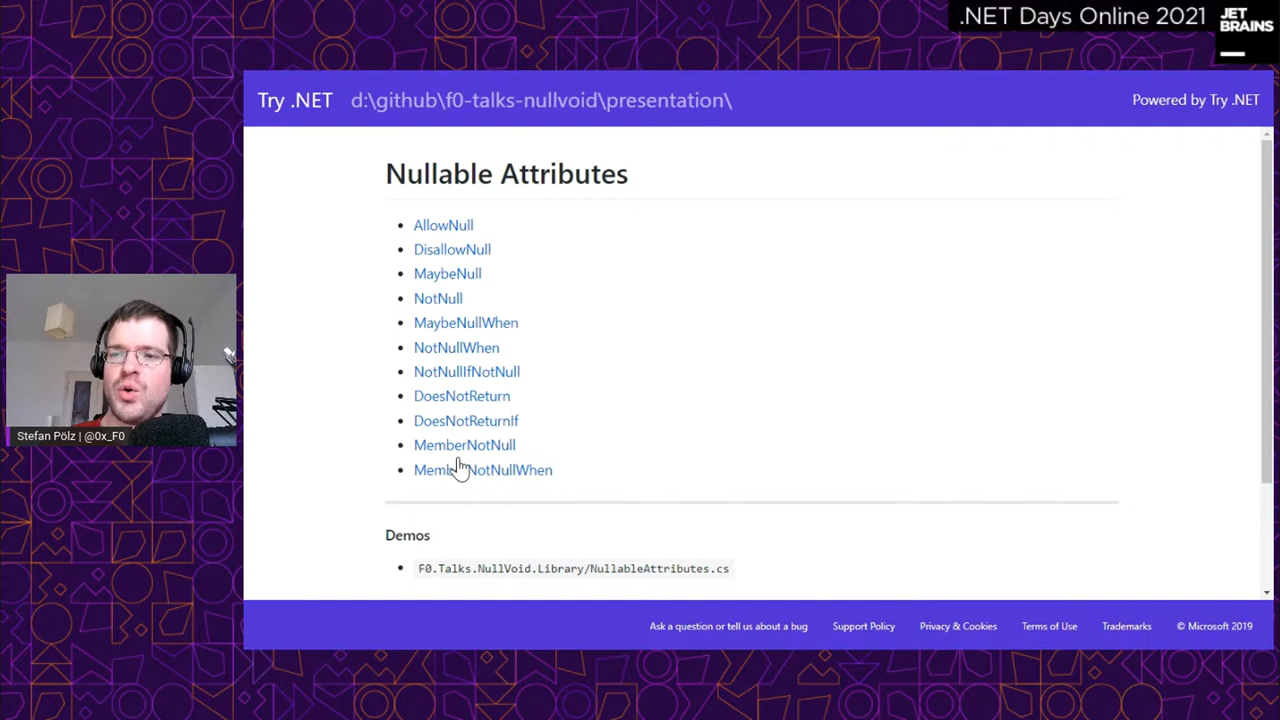 .NET Days Online 2021
JET
BRAINS
Try .NET d:\github\f0-talks-nullvoid\presentation\ Powered by Try .NET
Nullable Attributes
AllowNull
DisallowNull
MaybeNull
NotNull
MaybeNullWhen
NotNullWhen
NotNullIfNotNull
DoesNotReturn
DoesNotReturnIf
MemberNotNull
MemberNotNullWhen
Demos
F0.Talks.NullVoid.Library/NullableAttributes.cs
Stefan Pölz | @0x_F0
Ask a question or tell us about a bug Support Policy Privacy & Cookies Terms of Use Trademarks © Microsoft 2019